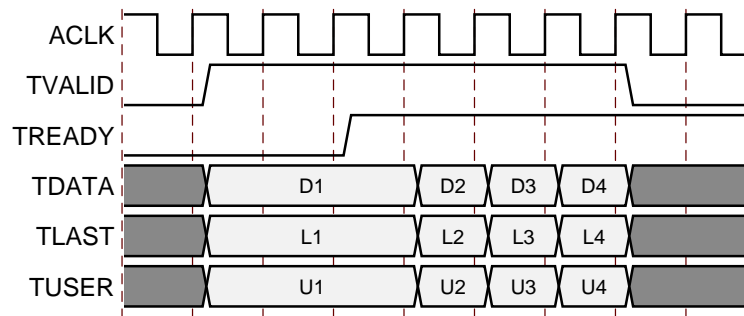 ACLK
TVALID
TREADY
TDATA D1 D2 D3 D4
TLAST L1 L2 L3 L4
TUSER U1 U2 U3 U4